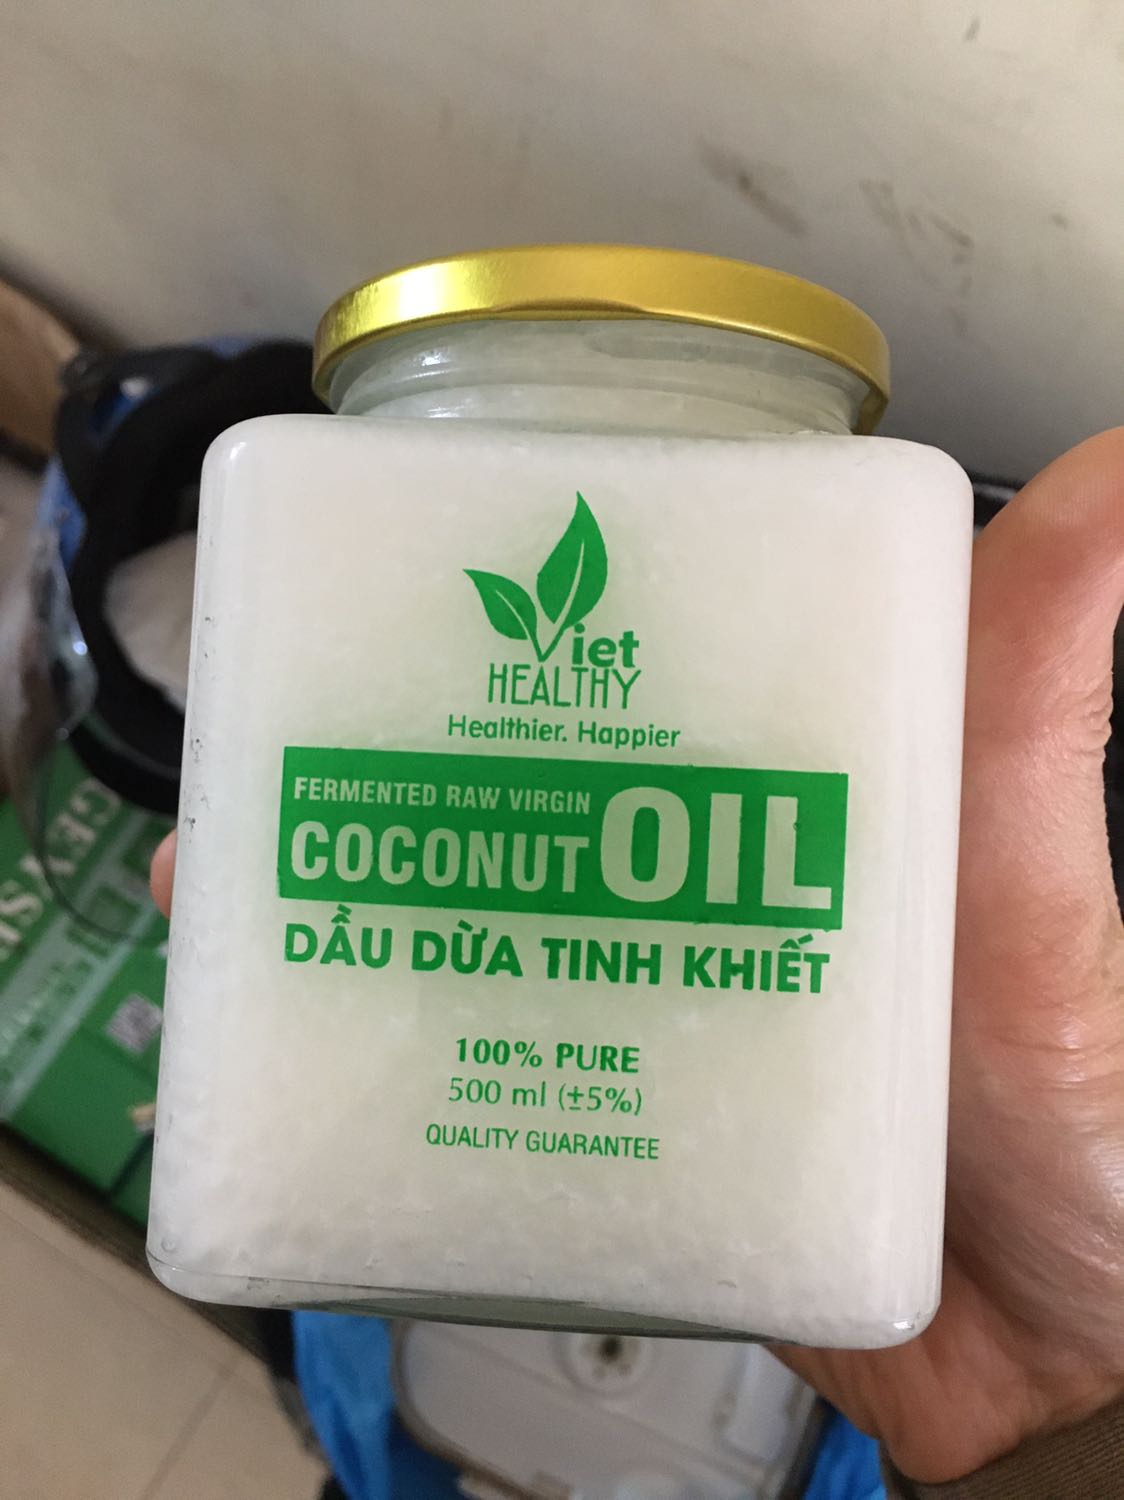 Viet
HEALTHY
Healthier. Happier
FERMENTED RAW VIRGIN
COCONUT OIL
DẦU DỪA TINH KHIẾT
100% PURE
500 ml (±5%)
QUALITY GUARANTEE